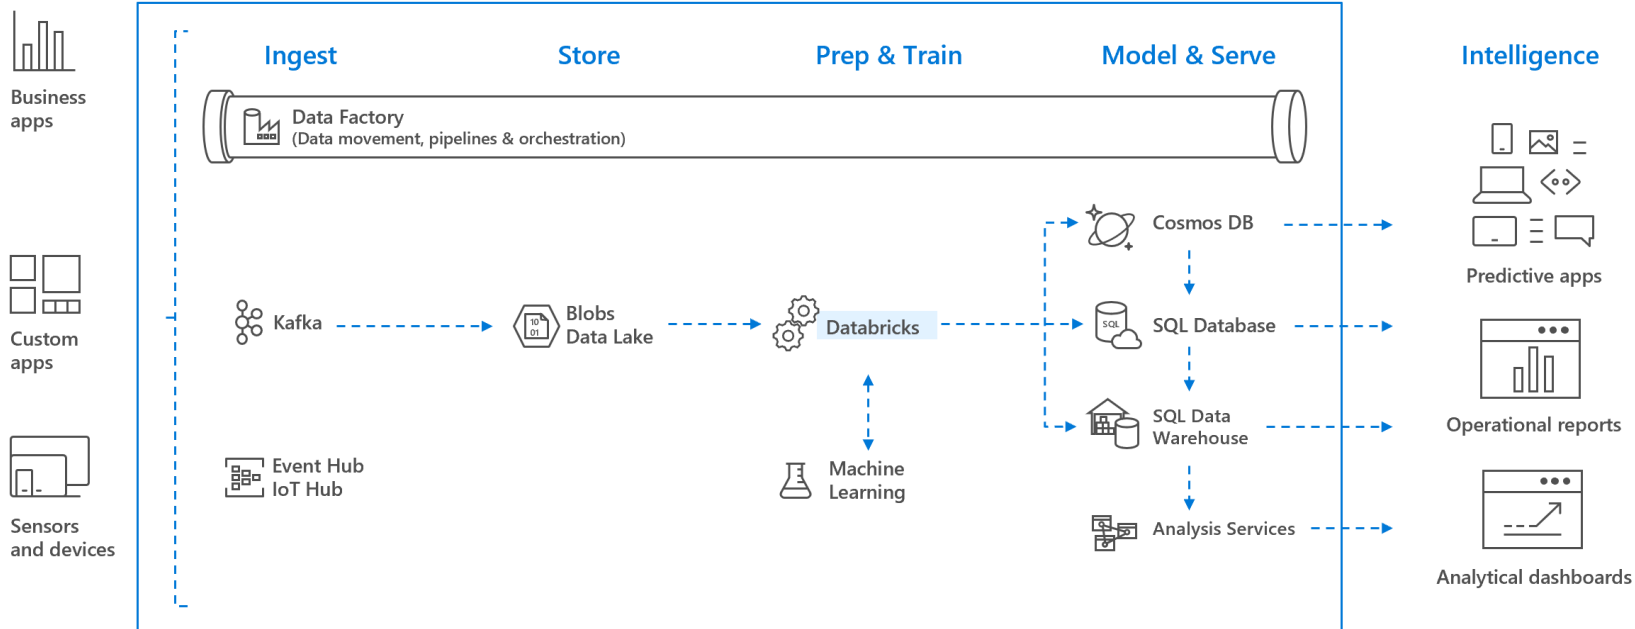 Ingest
Store
Prep & Train
Model & Serve
Intelligence
Business
apps
Data Factory
(Data movement, pipelines & orchestration)
Custom
apps
Sensors
and devices
Kafka
Event Hub
IoT Hub
10
01
Blobs
Data Lake
Databricks
Machine
Learning
Cosmos DB
SQL
SQL Database
SQL Data
Warehouse
Analysis Services
Predictive apps
Operational reports
Analytical dashboards